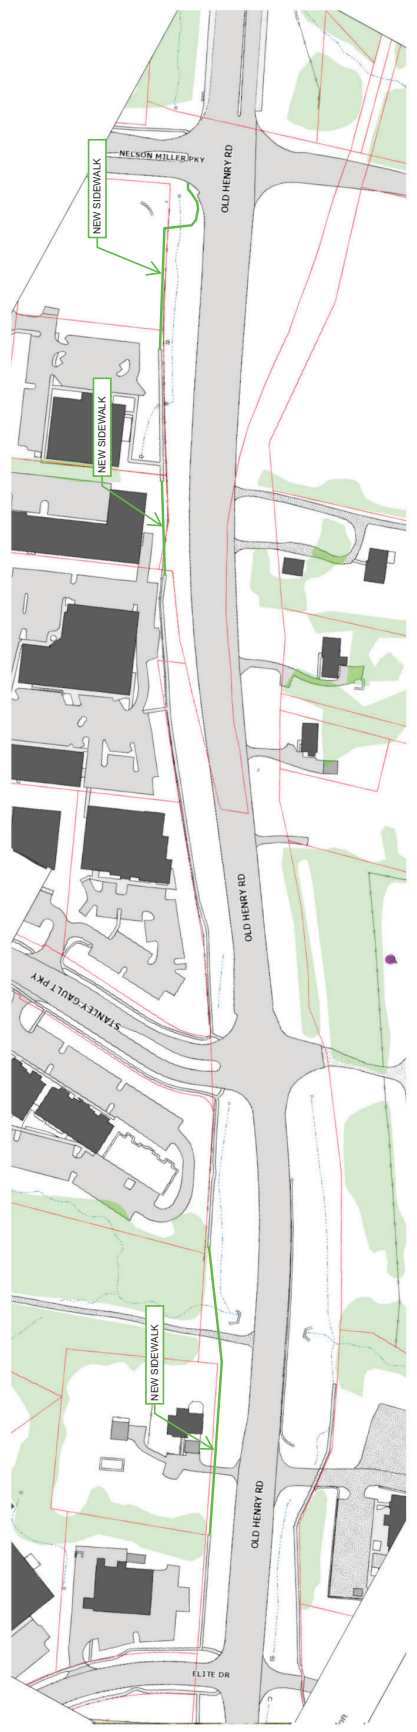 NELSON MILLER PKY
OLD HENRY RD
NEW SIDEWALK
NEW SIDEWALK
OLD HENRY RD
STANLEY GAULT PKY
NEW SIDEWALK
OLD HENRY RD
ELITE DR